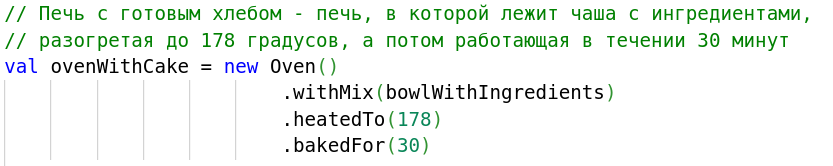 // Печь с готовым хлебом - печь, в которой лежит чаша с ингредиентами,
// разогретая до 178 градусов, а потом работающая в течении 30 минут
val ovenWithCake = new Oven()
                        .withMix(bowlWithIngredients)
                        .heatedTo(178)
                        .bakedFor(30)